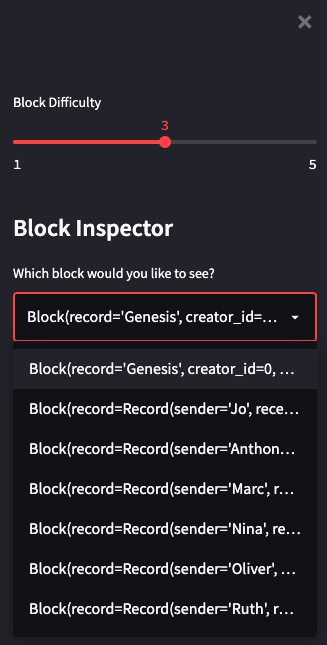 ×
Block Difficulty
3
1 5
Block Inspector
Which block would you like to see?
Block(record='Genesis', creator_id=...
Block(record='Genesis', creator_id=0, ...
Block(record=Record(sender='Jo', rece...
Block(record=Record(sender='Anthon...
Block(record=Record(sender='Marc', r...
Block(record=Record(sender='Nina', re...
Block(record=Record(sender='Oliver', ...
Block(record=Record(sender='Ruth', r...